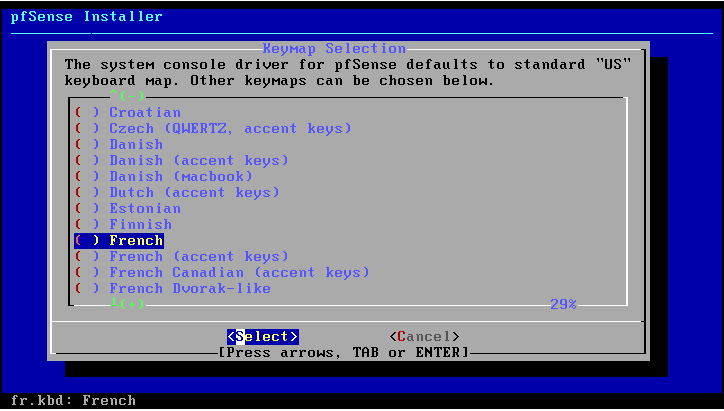 pfSense Installer
Keymap Selection
The system console driver for pfSense defaults to standard "US"
keyboard map. Other keymaps can be chosen below.
^(-)
( ) Croatian
( ) Czech (QWERTZ, accent keys)
( ) Danish
( ) Danish (accent keys)
( ) Danish (macbook)
( ) Dutch (accent keys)
( ) Estonian
( ) Finnish
( ) French
( ) French (accent keys)
( ) French Canadian (accent keys)
( ) French Dvorak-like
↓(+) 29%
<Select> <Cancel>
[Press arrows, TAB or ENTER]
fr.kbd: French